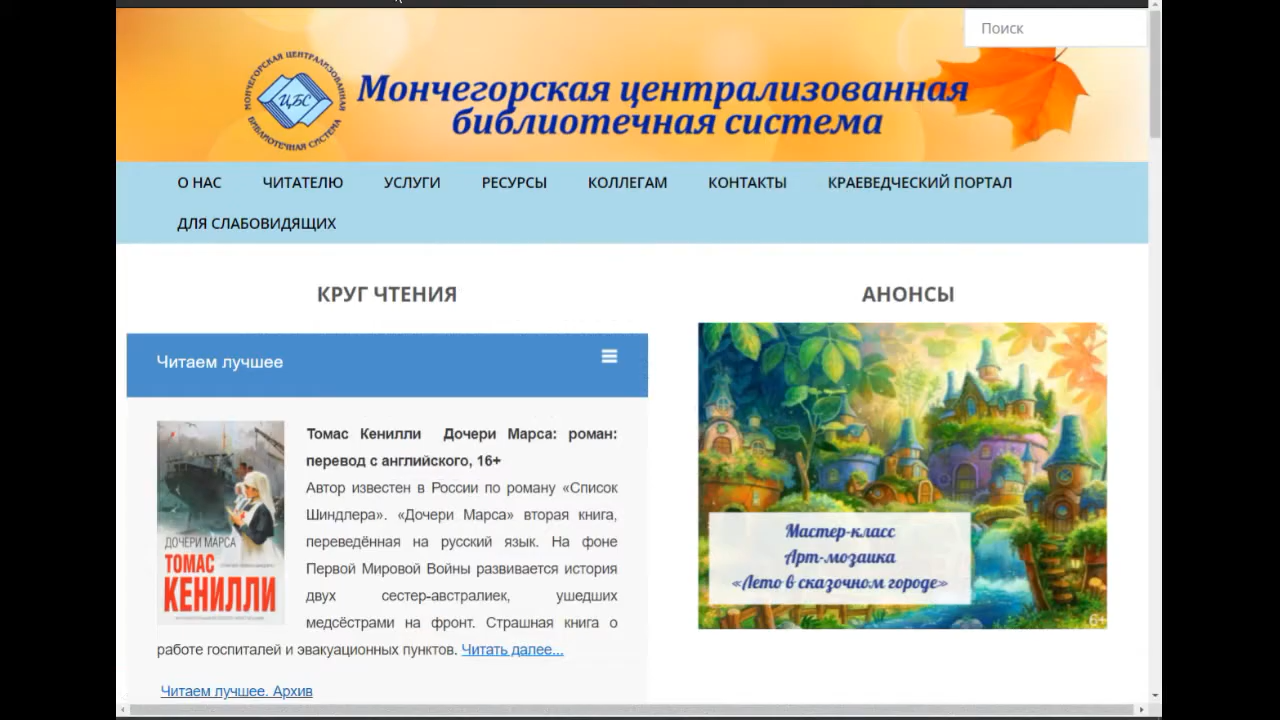 Поиск
МОНЧЕГОРСКАЯ ЦЕНТРАЛИЗОВАННАЯ
БИБЛИОТЕЧНАЯ СИСТЕМА
ЦБС
Мончегорская централизованная
библиотечная система
О НАС ЧИТАТЕЛЮ УСЛУГИ РЕСУРСЫ КОЛЛЕГАМ КОНТАКТЫ КРАЕВЕДЧЕСКИЙ ПОРТАЛ
ДЛЯ СЛАБОВИДЯЩИХ
КРУГ ЧТЕНИЯ
Читаем лучшее
ДОЧЕРИ МАРСА
ТОМАС
КЕНИЛЛИ
Томас Кенилли Дочери Марса: роман:
перевод с английского, 16+
Автор известен в России по роману «Список
Шиндлера». «Дочери Марса» вторая книга,
переведённая на русский язык. На фоне
Первой Мировой Войны развивается история
двух сестер-австралиек, ушедших
медсёстрами на фронт. Страшная книга о
работе госпиталей и эвакуационных пунктов. Читать далее...
Читаем лучшее. Архив
АНОНСЫ
Мастер-класс
Арт-мозаика
«Лето в сказочном городе»
6+